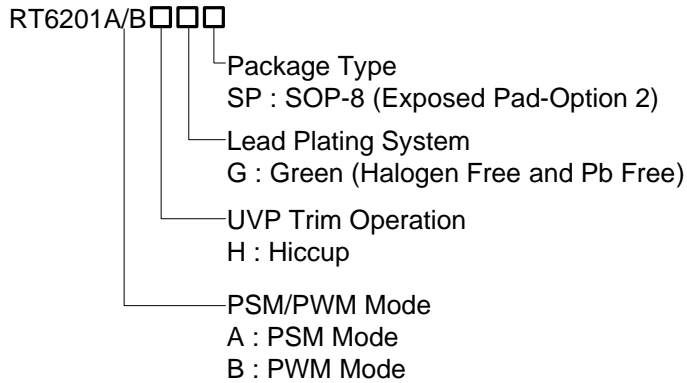 RT6201A/B□□□
Package Type
SP : SOP-8 (Exposed Pad-Option 2)
Lead Plating System
G : Green (Halogen Free and Pb Free)
UVP Trim Operation
H : Hiccup
PSM/PWM Mode
A : PSM Mode
B : PWM Mode